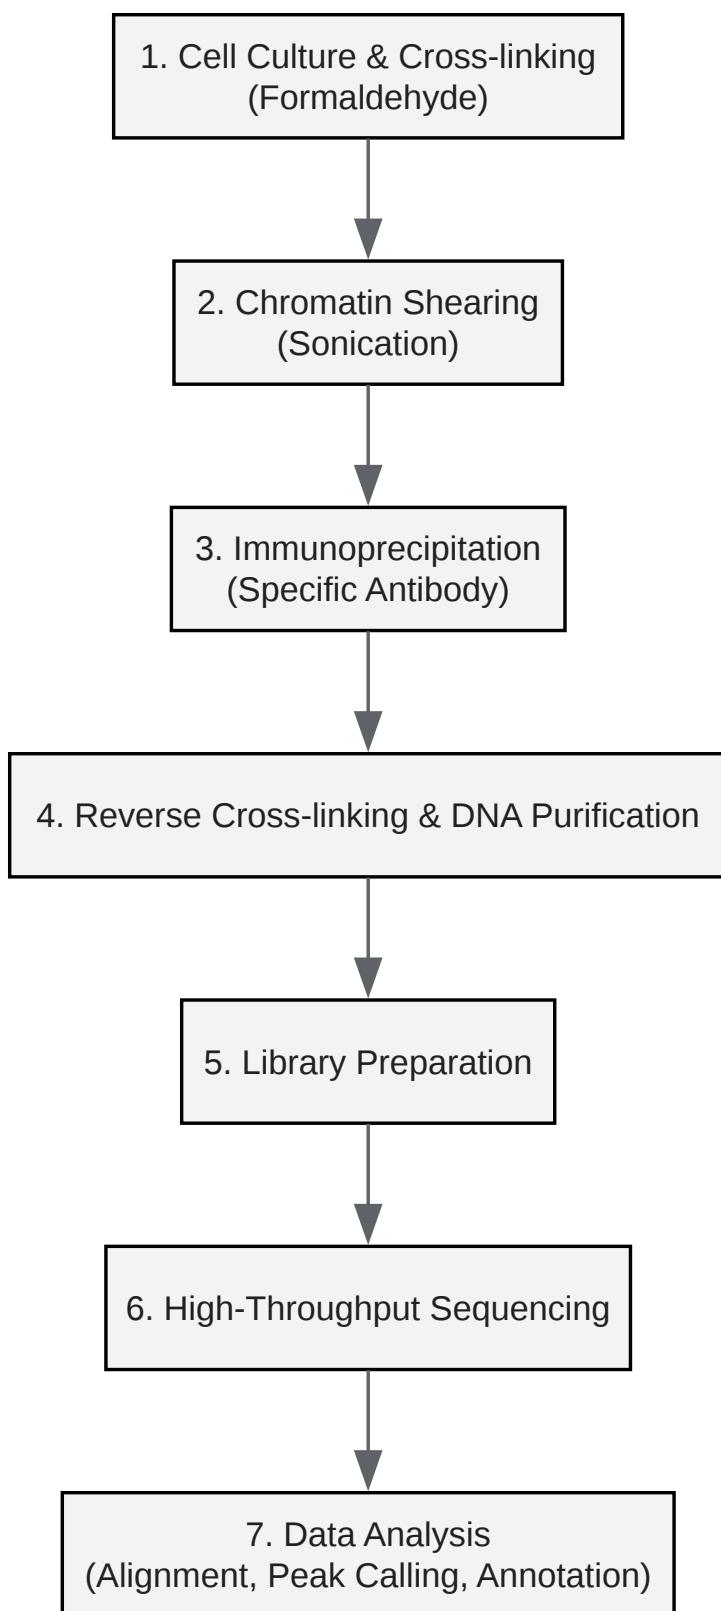 1. Cell Culture & Cross-linking
(Formaldehyde)
2. Chromatin Shearing
(Sonication)
3. Immunoprecipitation
(Specific Antibody)
4. Reverse Cross-linking & DNA Purification
5. Library Preparation
6. High-Throughput Sequencing
7. Data Analysis
(Alignment, Peak Calling, Annotation)